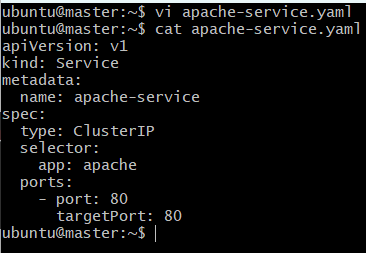 ubuntu@master:~$ vi apache-service.yaml
ubuntu@master:~$ cat apache-service.yaml
apiVersion: v1
kind: Service
metadata:
  name: apache-service
spec:
  type: ClusterIP
  selector:
    app: apache
  ports:
    - port: 80
      targetPort: 80
ubuntu@master:~$